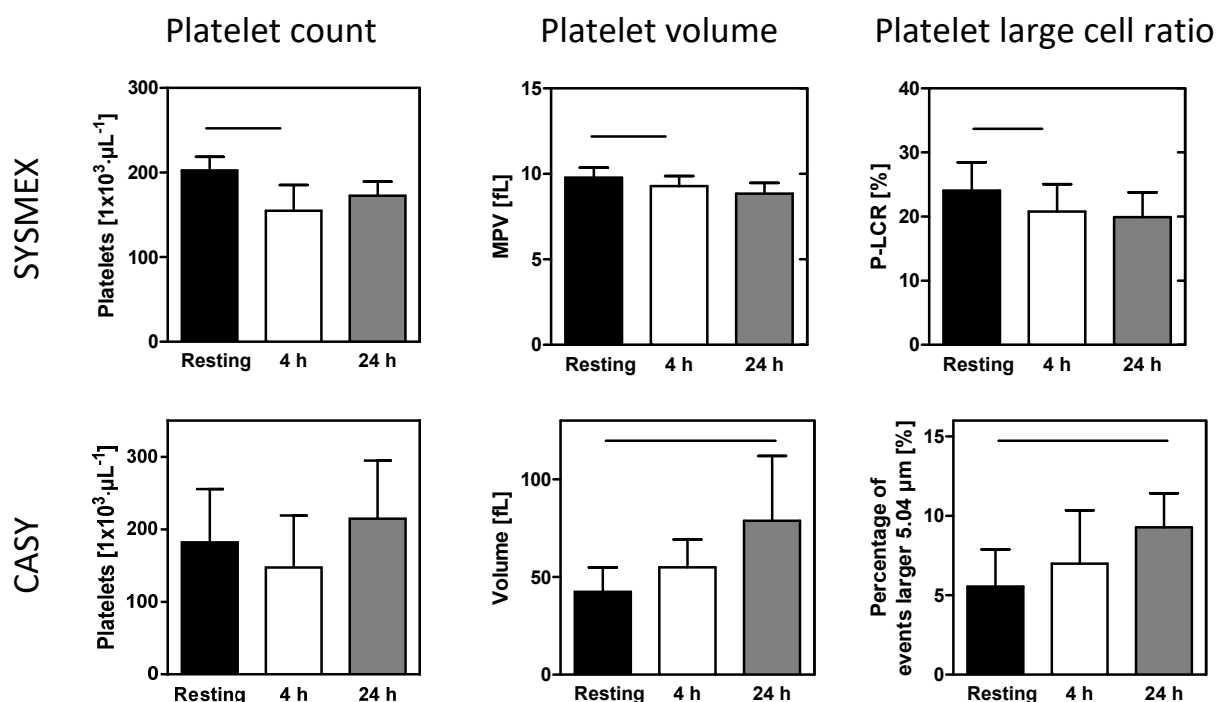 Platelet count
Platelet volume
Platelet large cell ratio
SYSMEX
Platelets [1x10³·µL⁻¹]
300
200
100
0
Resting 4 h 24 h
MPV [fL]
15
10
5
0
Resting 4 h 24 h
P-LCR [%]
40
30
20
10
0
Resting 4 h 24 h
CASY
Platelets [1x10³·µL⁻¹]
300
200
100
0
Resting 4 h 24 h
Volume [fL]
100
50
0
Resting 4 h 24 h
Percentage of
events larger 5.04 µm [%]
15
10
5
0
Resting 4 h 24 h